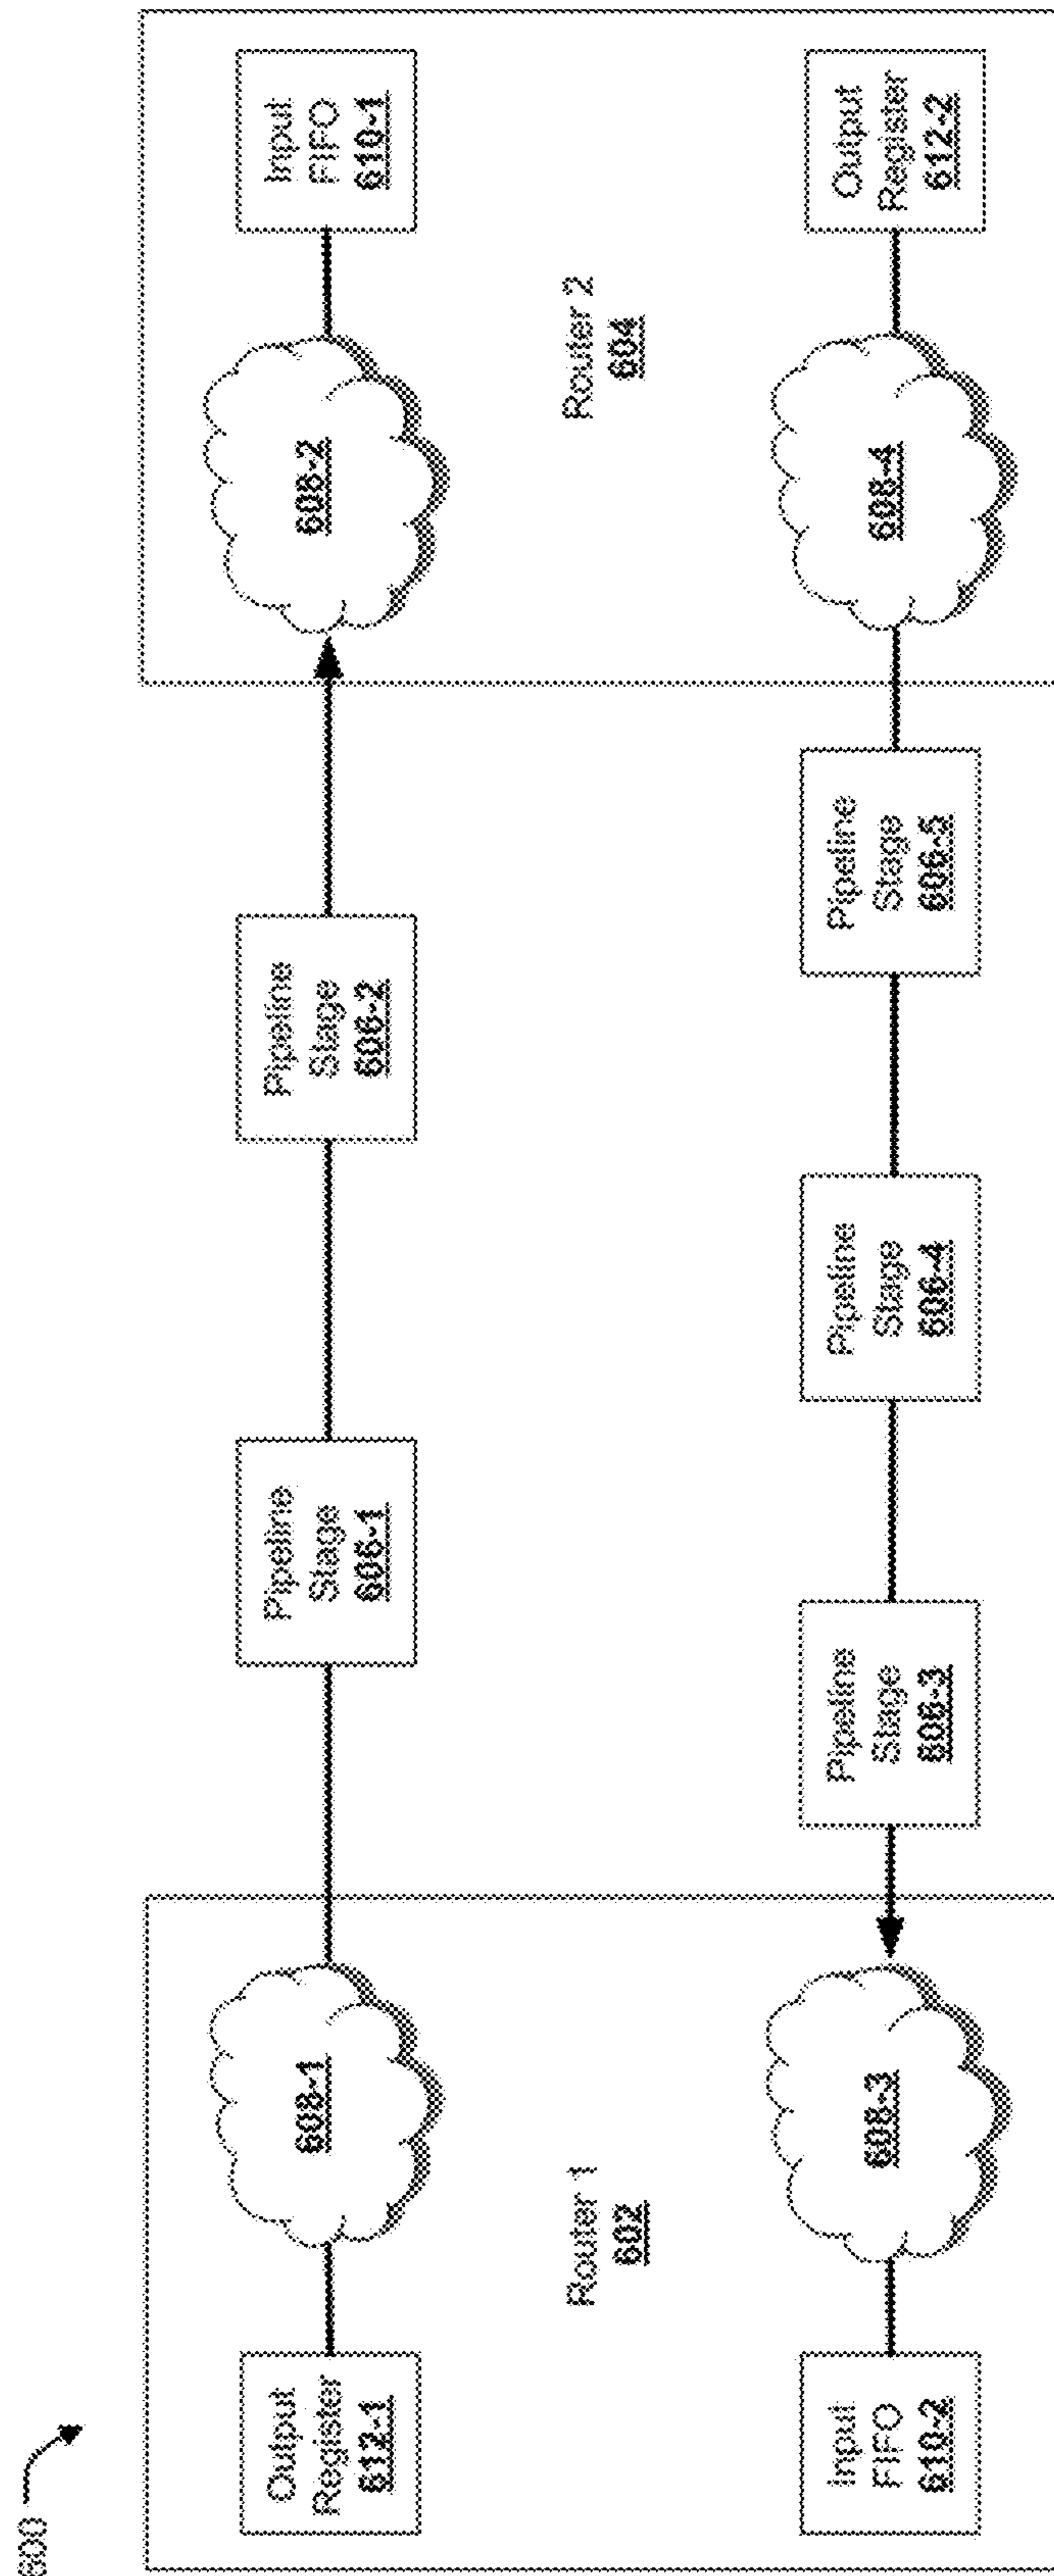 600
Output
Register
612-1
608-1
Pipeline
Stage
606-1
Pipeline
Stage
606-2
608-2
Input
FIFO
610-1
Router 1
602
Router 2
604
Input
FIFO
610-2
608-3
Pipeline
Stage
606-3
Pipeline
Stage
606-4
Pipeline
Stage
606-5
608-4
Output
Register
612-2